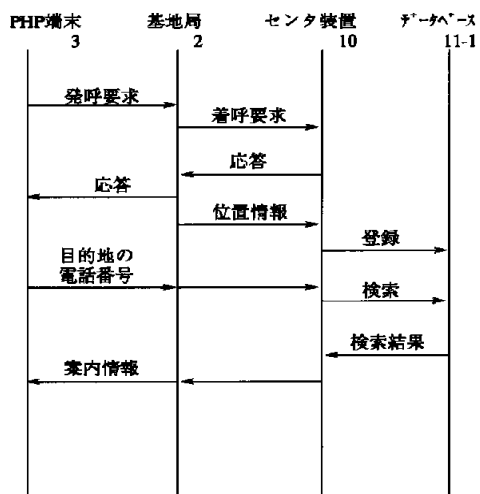 PHP端末 基地局 センタ装置 データベース
3 2 10 11-1
発呼要求
着呼要求
応答
応答
位置情報
登録
目的地の
電話番号
検索
検索結果
案内情報